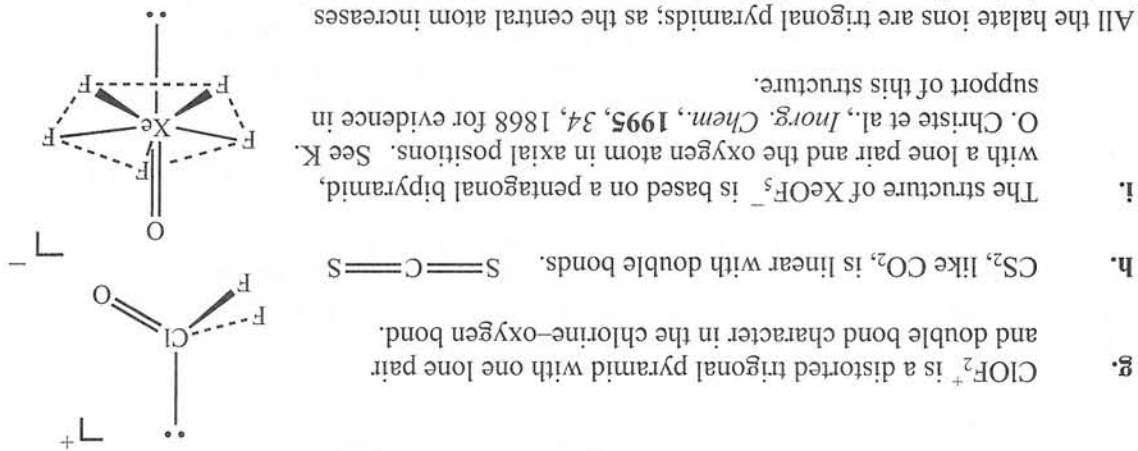 g. ClOF₂⁺ is a distorted trigonal pyramid with one lone pair
and double bond character in the chlorine–oxygen bond.
+
Cl
O
F
F
h. CS₂, like CO₂, is linear with double bonds. S=C=S
i. The structure of XeOF₅⁻ is based on a pentagonal bipyramid,
with a lone pair and the oxygen atom in axial positions. See K.
O. Christe et al., Inorg. Chem., 1995, 34, 1868 for evidence in
support of this structure.
−
O
F
F
F
Xe
F
F
All the halate ions are trigonal pyramids; as the central atom increases